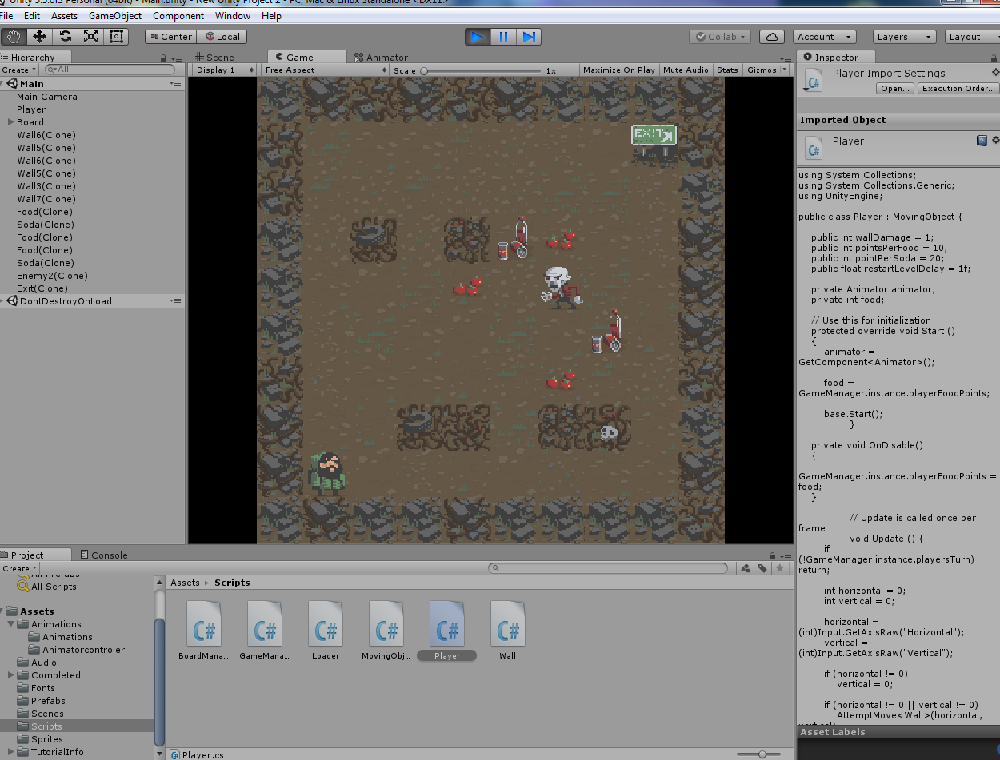 Unity 5.5.0f3 Personal (64bit) - Main.unity - New Unity Project 2 - PC, Mac & Linux Standalone <DX11>
File Edit Assets GameObject Component Window Help
Center Local Collab Account Layers Layout
Hierarchy
Create All
Main
Main Camera
Player
Board
Wall6(Clone)
Wall5(Clone)
Wall6(Clone)
Wall5(Clone)
Wall3(Clone)
Wall7(Clone)
Food(Clone)
Soda(Clone)
Food(Clone)
Food(Clone)
Soda(Clone)
Enemy2(Clone)
Exit(Clone)
DontDestroyOnLoad
Scene Game Animator
Display 1 Free Aspect Scale 1x Maximize On Play Mute Audio Stats Gizmos
EXIT
Inspector
Player Import Settings
Open... Execution Order...
Imported Object
Player
using System.Collections;
using System.Collections.Generic;
using UnityEngine;
public class Player : MovingObject {
public int wallDamage = 1;
public int pointsPerFood = 10;
public int pointPerSoda = 20;
public float restartLevelDelay = 1f;
private Animator animator;
private int food;
// Use this for initialization
protected override void Start ()
{
animator =
GetComponent<Animator>();
food =
GameManager.instance.playerFoodPoints;
base.Start();
}
private void OnDisable()
{
GameManager.instance.playerFoodPoints =
food;
}
// Update is called once per
frame
void Update () {
if
(!GameManager.instance.playersTurn)
return;
int horizontal = 0;
int vertical = 0;
horizontal =
(int)Input.GetAxisRaw("Horizontal");
vertical =
(int)Input.GetAxisRaw("Vertical");
if (horizontal != 0)
vertical = 0;
if (horizontal != 0 || vertical != 0)
AttemptMove<Wall>(horizontal,
vertical);
Asset Labels
Project Console
Create
All Prefabs
All Scripts
Assets
Animations
Animations
Animatorcontroler
Audio
Completed
Fonts
Prefabs
Scenes
Scripts
Sprites
TutorialInfo
Assets Scripts
C# C# C# C# C# C#
BoardMana... GameMana... Loader MovingObj... Player Wall
Player.cs